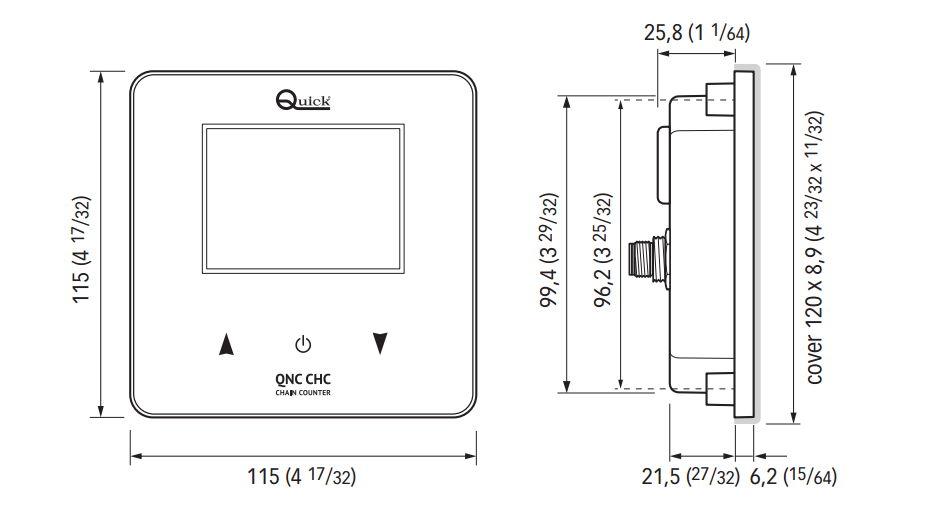 25,8 (1 1/64)
Quick®
115 (4 17/32)
99,4 (3 29/32)
96,2 (3 25/32)
cover 120 x 8,9 (4 23/32 x 11/32)
QNC CHC
CHAIN COUNTER
115 (4 17/32)
21,5 (27/32)
6,2 (15/64)